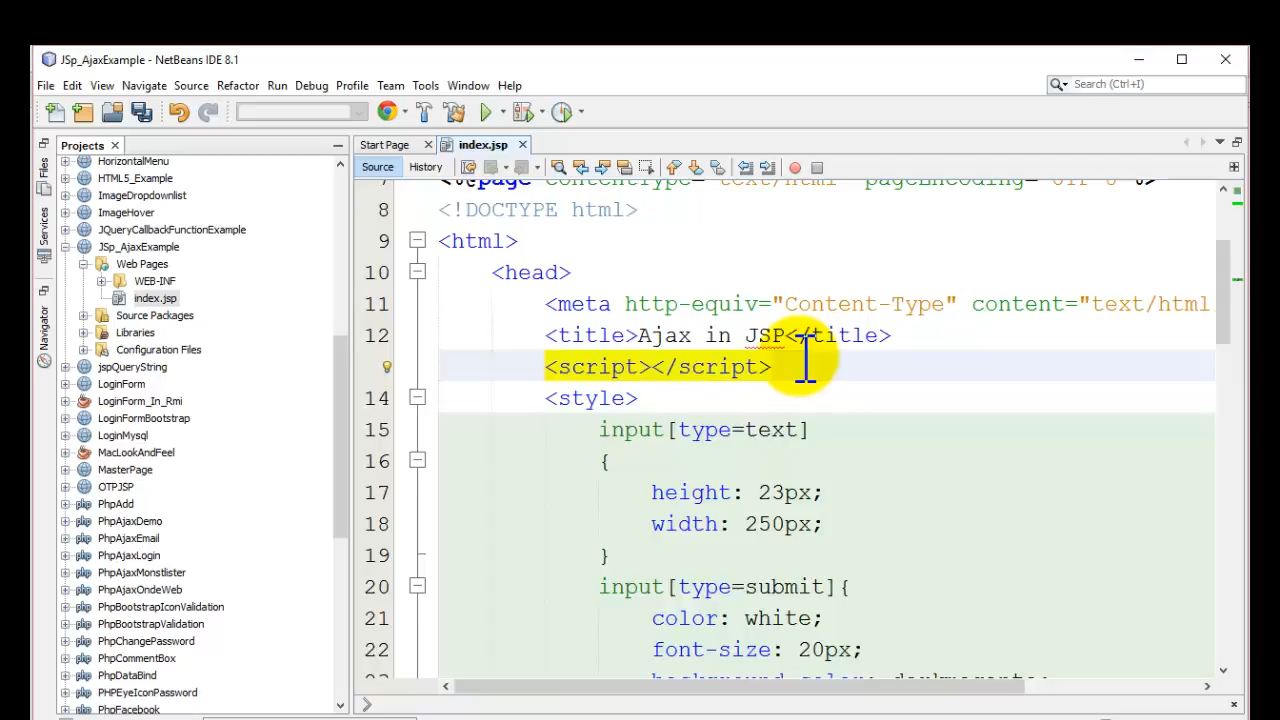 JSp_AjaxExample - NetBeans IDE 8.1
File Edit View Navigate Source Refactor Run Debug Profile Team Tools Window Help
Search (Ctrl+I)
Projects
Start Page
index.jsp
Source
History
Files
Services
Navigator
HorizontalMenu
HTML5_Example
ImageDropdownlist
ImageHover
JQueryCallbackFunctionExample
JSp_AjaxExample
Web Pages
WEB-INF
index.jsp
Source Packages
Libraries
Configuration Files
jspQueryString
LoginForm
LoginForm_In_Rmi
LoginFormBootstrap
LoginMysql
MacLookAndFeel
MasterPage
OTPJSP
PhpAdd
PhpAjaxDemo
PhpAjaxEmail
PhpAjaxLogin
PhpAjaxMonstlister
PhpAjaxOndeWeb
PhpBootstrapIconValidation
PhpBootstrapValidation
PhpChangePassword
PhpCommentBox
PhpDataBind
PHPEyeIconPassword
PhpFacebook
8 <!DOCTYPE html>
9 <html>
10 <head>
11 <meta http-equiv="Content-Type" content="text/html
12 <title>Ajax in JSP</title>
<script></script>
14 <style>
15 input[type=text]
16 {
17 height: 23px;
18 width: 250px;
19 }
20 input[type=submit]{
21 color: white;
22 font-size: 20px;